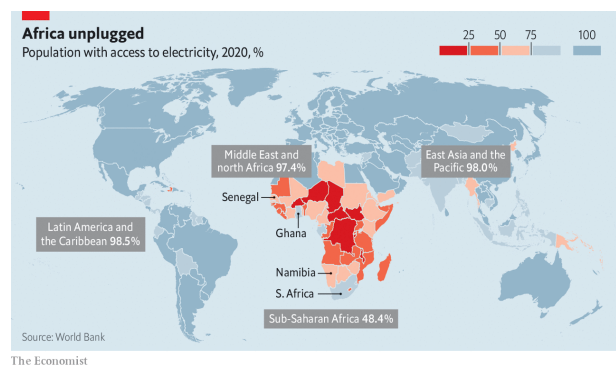 Africa unplugged
Population with access to electricity, 2020, %
25 50 75 100
Middle East and
north Africa 97.4%
East Asia and the
Pacific 98.0%
Senegal
Latin America and
the Caribbean 98.5%
Ghana
Namibia
S. Africa
Sub-Saharan Africa 48.4%
Source: World Bank
The Economist